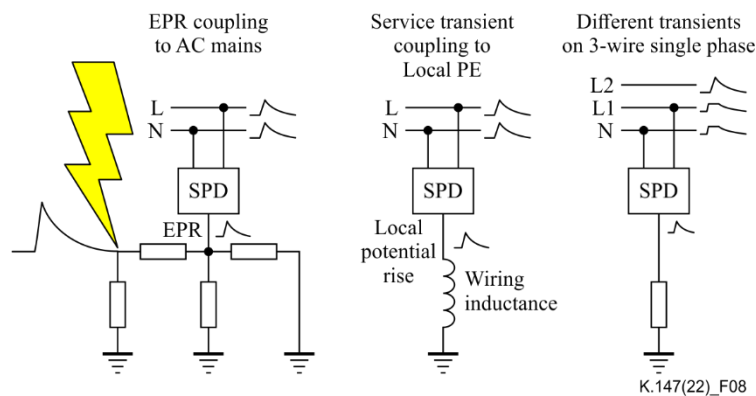 EPR coupling
to AC mains
L
N
SPD
EPR
Service transient
coupling to
Local PE
L
N
SPD
Local
potential
rise
Wiring
inductance
Different transients
on 3-wire single phase
L2
L1
N
SPD
K.147(22)_F08